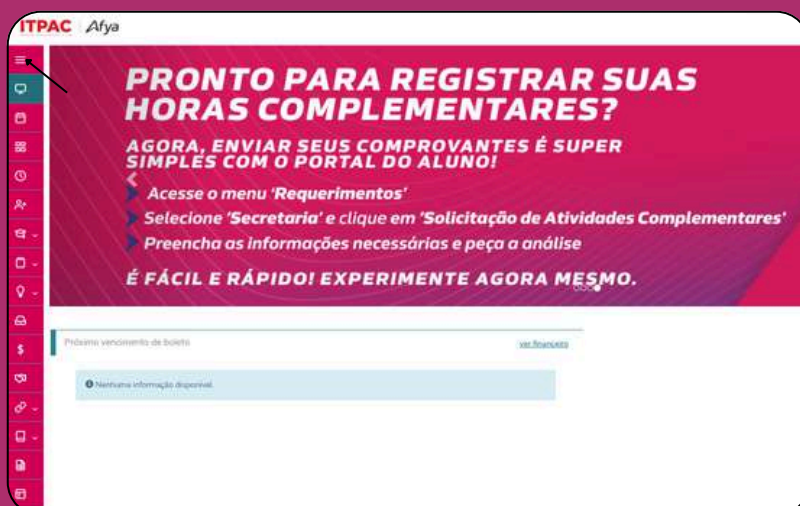 ITPAC Afya
PRONTO PARA REGISTRAR SUAS
HORAS COMPLEMENTARES?
AGORA, ENVIAR SEUS COMPROVANTES É SUPER
SIMPLES COM O PORTAL DO ALUNO!
Acesse o menu 'Requerimentos'
Selecione 'Secretaria' e clique em 'Solicitação de Atividades Complementares'
Preencha as informações necessárias e peça a análise
É FÁCIL E RÁPIDO! EXPERIMENTE AGORA MESMO.
Próximo vencimento de boleto
ver financeiro
Nenhuma informação disponível.